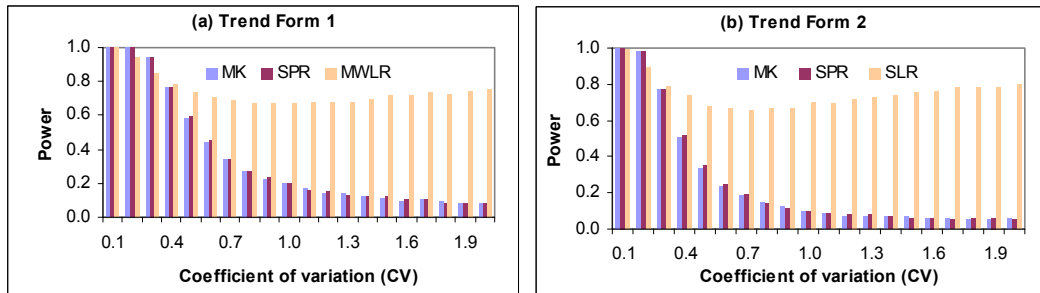 (a) Trend Form 1
MK SPR MWLR
Power
1.0
0.8
0.6
0.4
0.2
0.0
0.1 0.4 0.7 1.0 1.3 1.6 1.9
Coefficient of variation (CV)
(b) Trend Form 2
MK SPR SLR
Power
1.0
0.8
0.6
0.4
0.2
0.0
0.1 0.4 0.7 1.0 1.3 1.6 1.9
Coefficient of variation (CV)